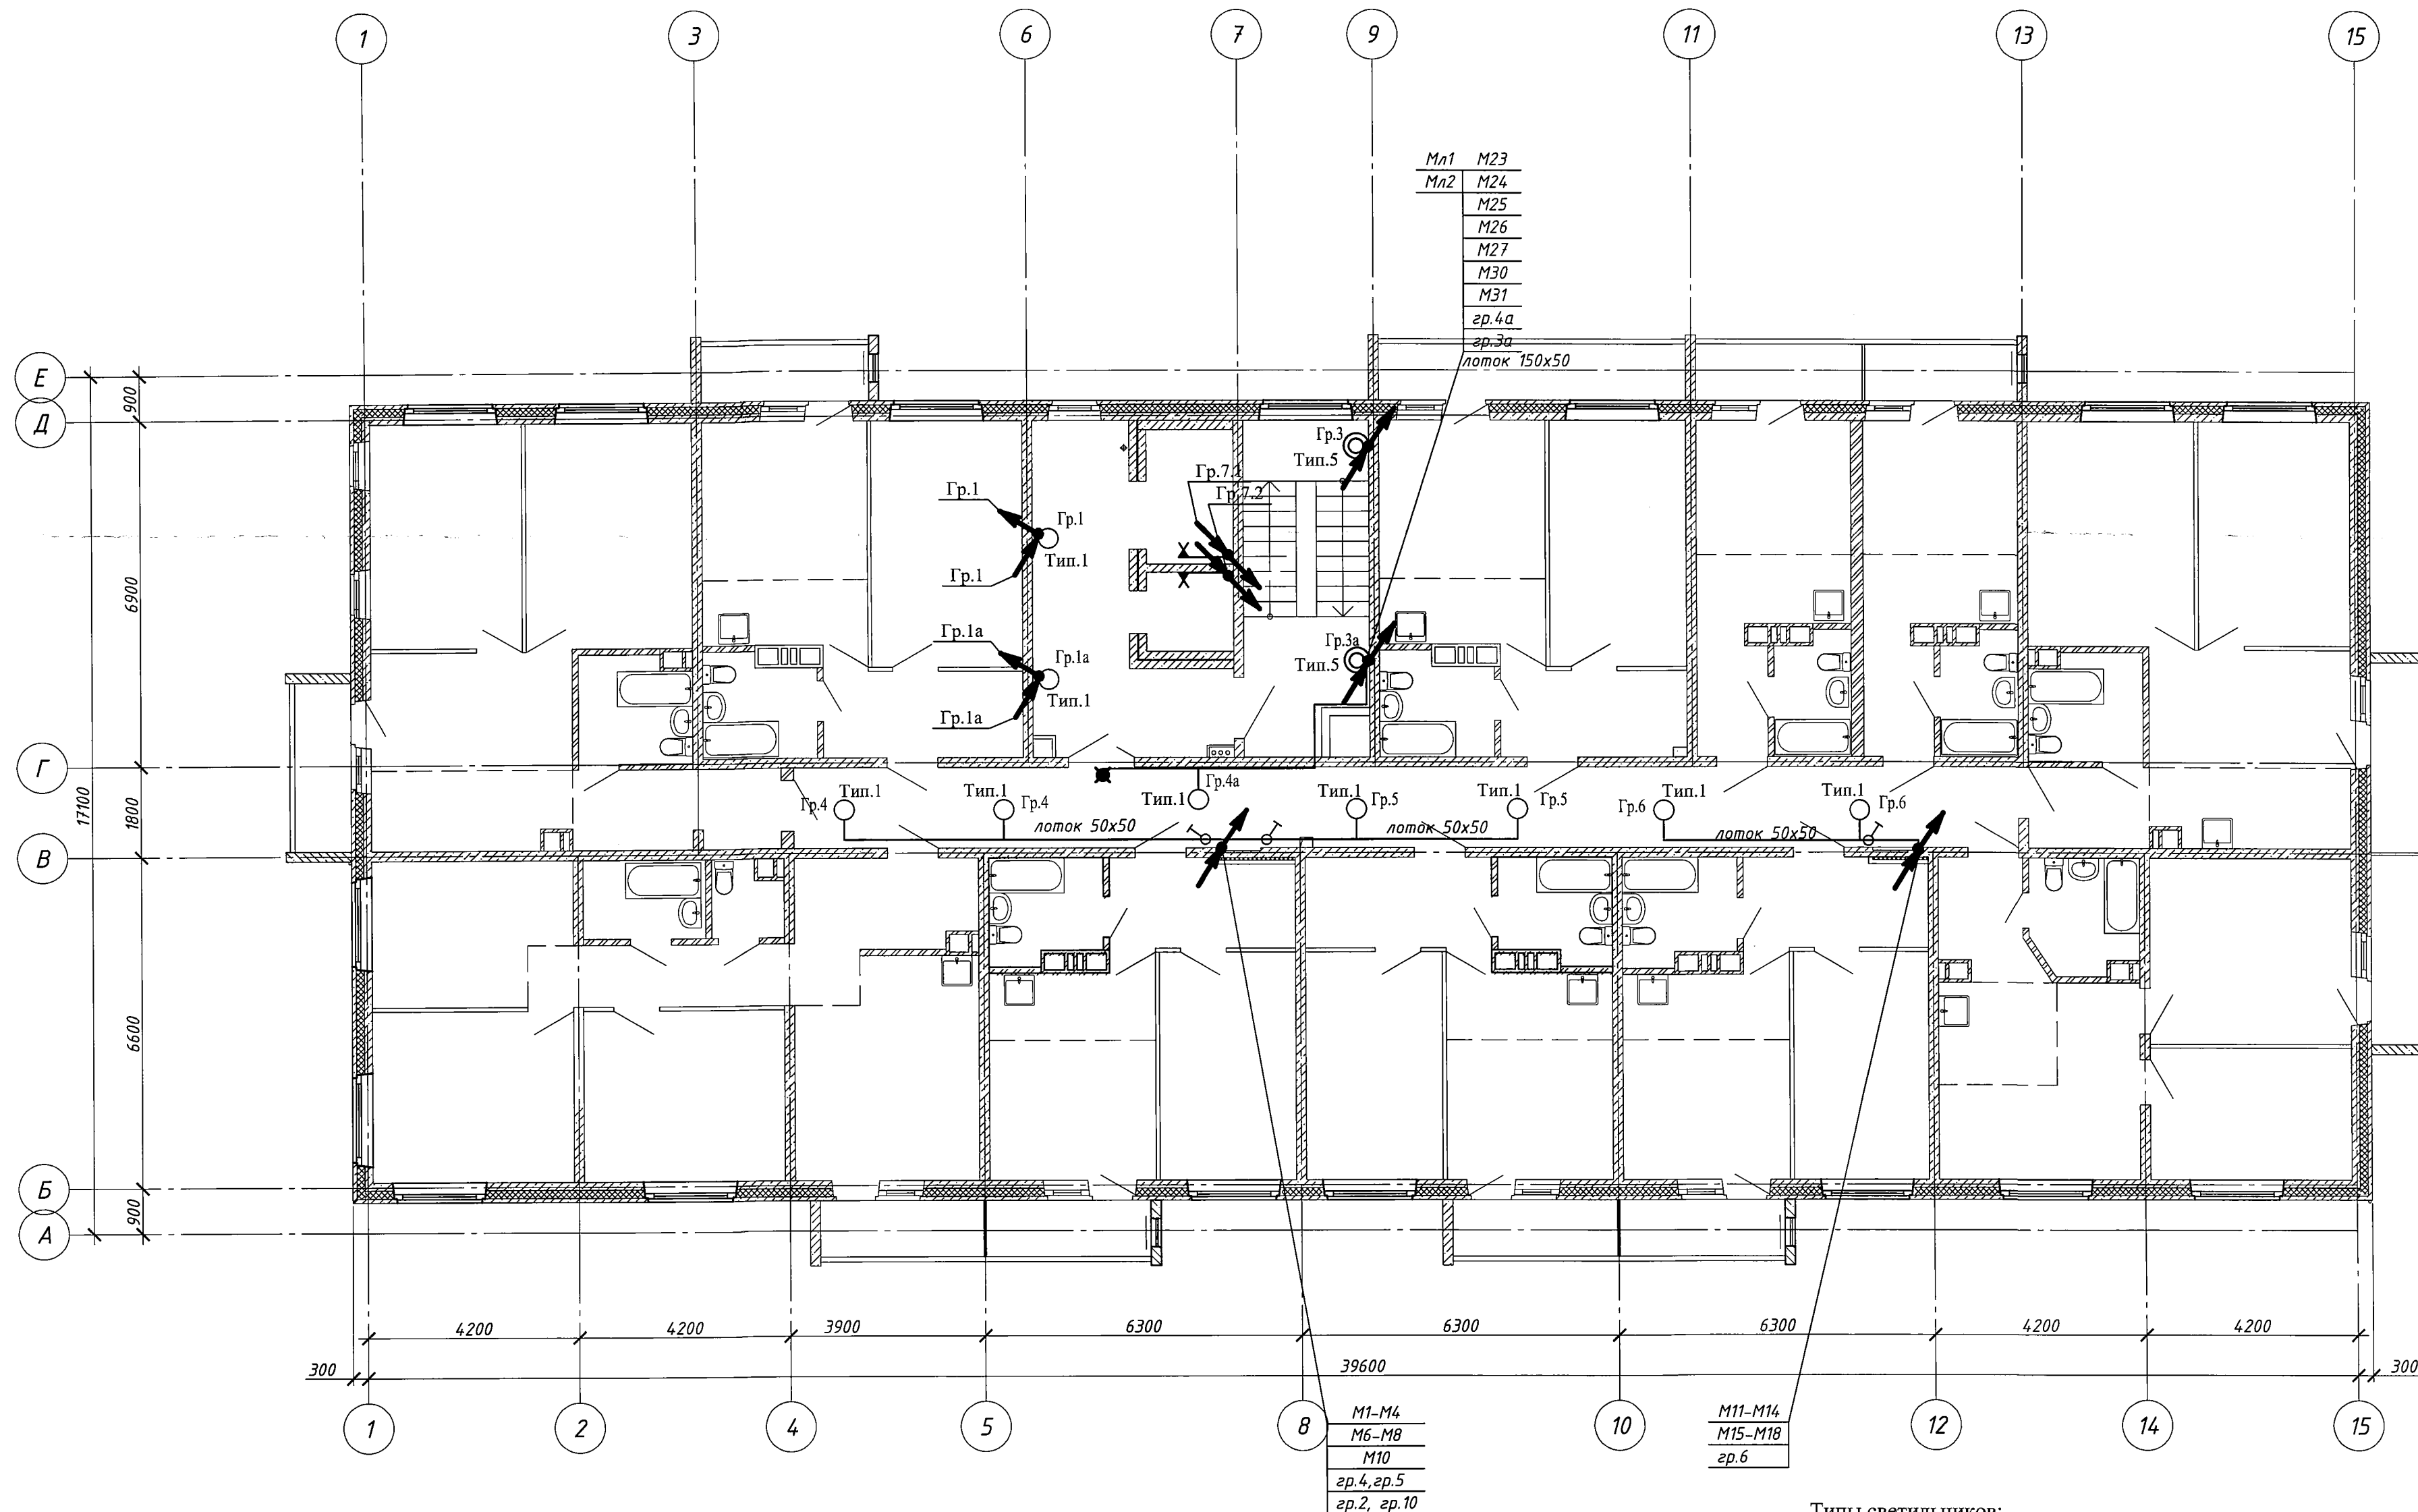 1 3 6 7 9 11 13 15
Мл1 М23
Мл2 М24
М25
М26
М27
М30
М31
гр.4а
гр.3а
лоток 150х50
Е
900
Д
Гр.3
Тип.5
Гр.7.1
Гр.7.2
Гр.1
Гр.1
Тип.1
Гр.1
6900
Гр.1а
Гр.1а
Тип.1
Гр.1а
Гр.3а
Тип.5
Г
17100
1800
Гр.4 Тип.1
Тип.1 Гр.4
Тип.1 Гр.4а
Тип.1 Гр.5
Тип.1 Гр.5
Гр.6 Тип.1
Тип.1 Гр.6
лоток 50х50
лоток 50х50
лоток 50х50
В
6600
Б
900
А
4200 4200 3900 6300 6300 6300 4200 4200
300 39600 300
1 2 4 5 8 10 12 14 15
М1-М4
М6-М8
М10
гр.4,гр.5
гр.2, гр.10
М11-М14
М15-М18
гр.6
Типы светильников: